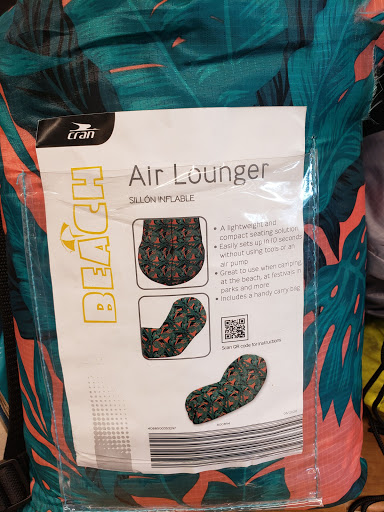 cran
BEACH
Air Lounger
SILLÓN INFLABLE
• A lightweight and
compact seating solution
• Easily sets up in 10 seconds
without using tools or an
air pump
• Great to use when camping,
at the beach, at festivals in
parks and more
• Includes a handy carry bag
Scan QR code for instructions